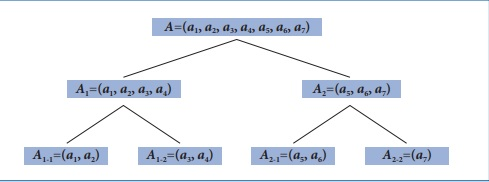 A=(a₁, a₂, a₃, a₄, a₅, a₆, a₇)
A₁=(a₁, a₂, a₃, a₄) A₂=(a₅, a₆, a₇)
A₁₋₁=(a₁, a₂) A₁₋₂=(a₃, a₄) A₂₋₁=(a₅, a₆) A₂₋₂=(a₇)